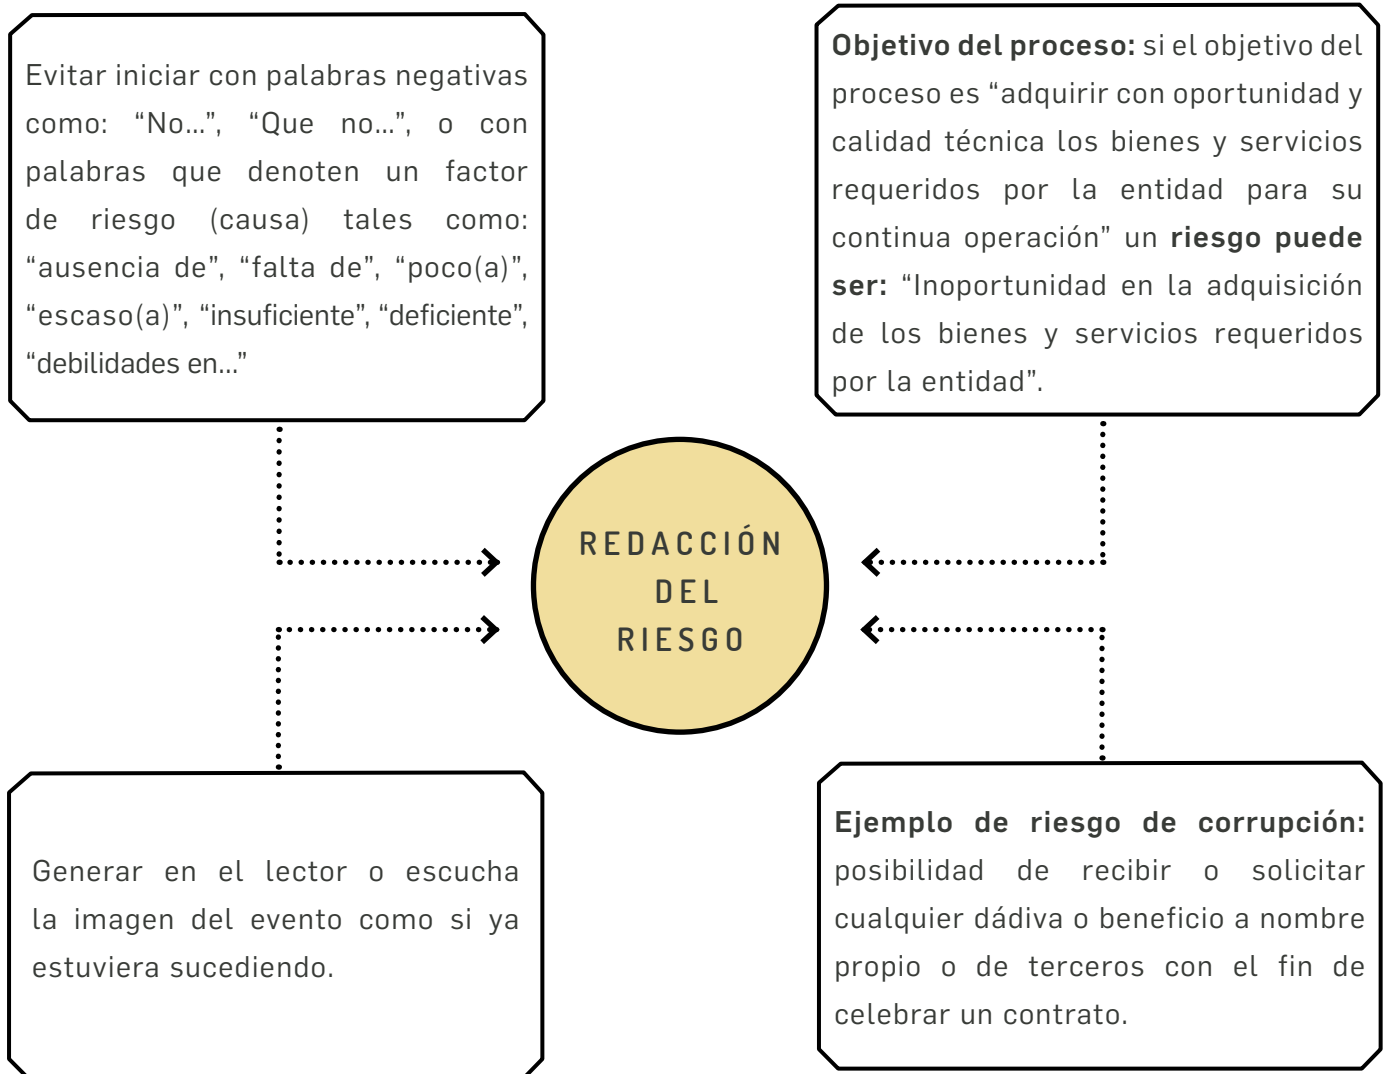 Evitar iniciar con palabras negativas
como: “No...”, “Que no...”, o con
palabras que denoten un factor
de riesgo (causa) tales como:
“ausencia de”, “falta de”, “poco(a)”,
“escaso(a)”, “insuficiente”, “deficiente”,
“debilidades en...”
Objetivo del proceso: si el objetivo del
proceso es “adquirir con oportunidad y
calidad técnica los bienes y servicios
requeridos por la entidad para su
continua operación” un riesgo puede
ser: “Inoportunidad en la adquisición
de los bienes y servicios requeridos
por la entidad”.
REDACCIÓN
DEL
RIESGO
Generar en el lector o escucha
la imagen del evento como si ya
estuviera sucediendo.
Ejemplo de riesgo de corrupción:
posibilidad de recibir o solicitar
cualquier dádiva o beneficio a nombre
propio o de terceros con el fin de
celebrar un contrato.